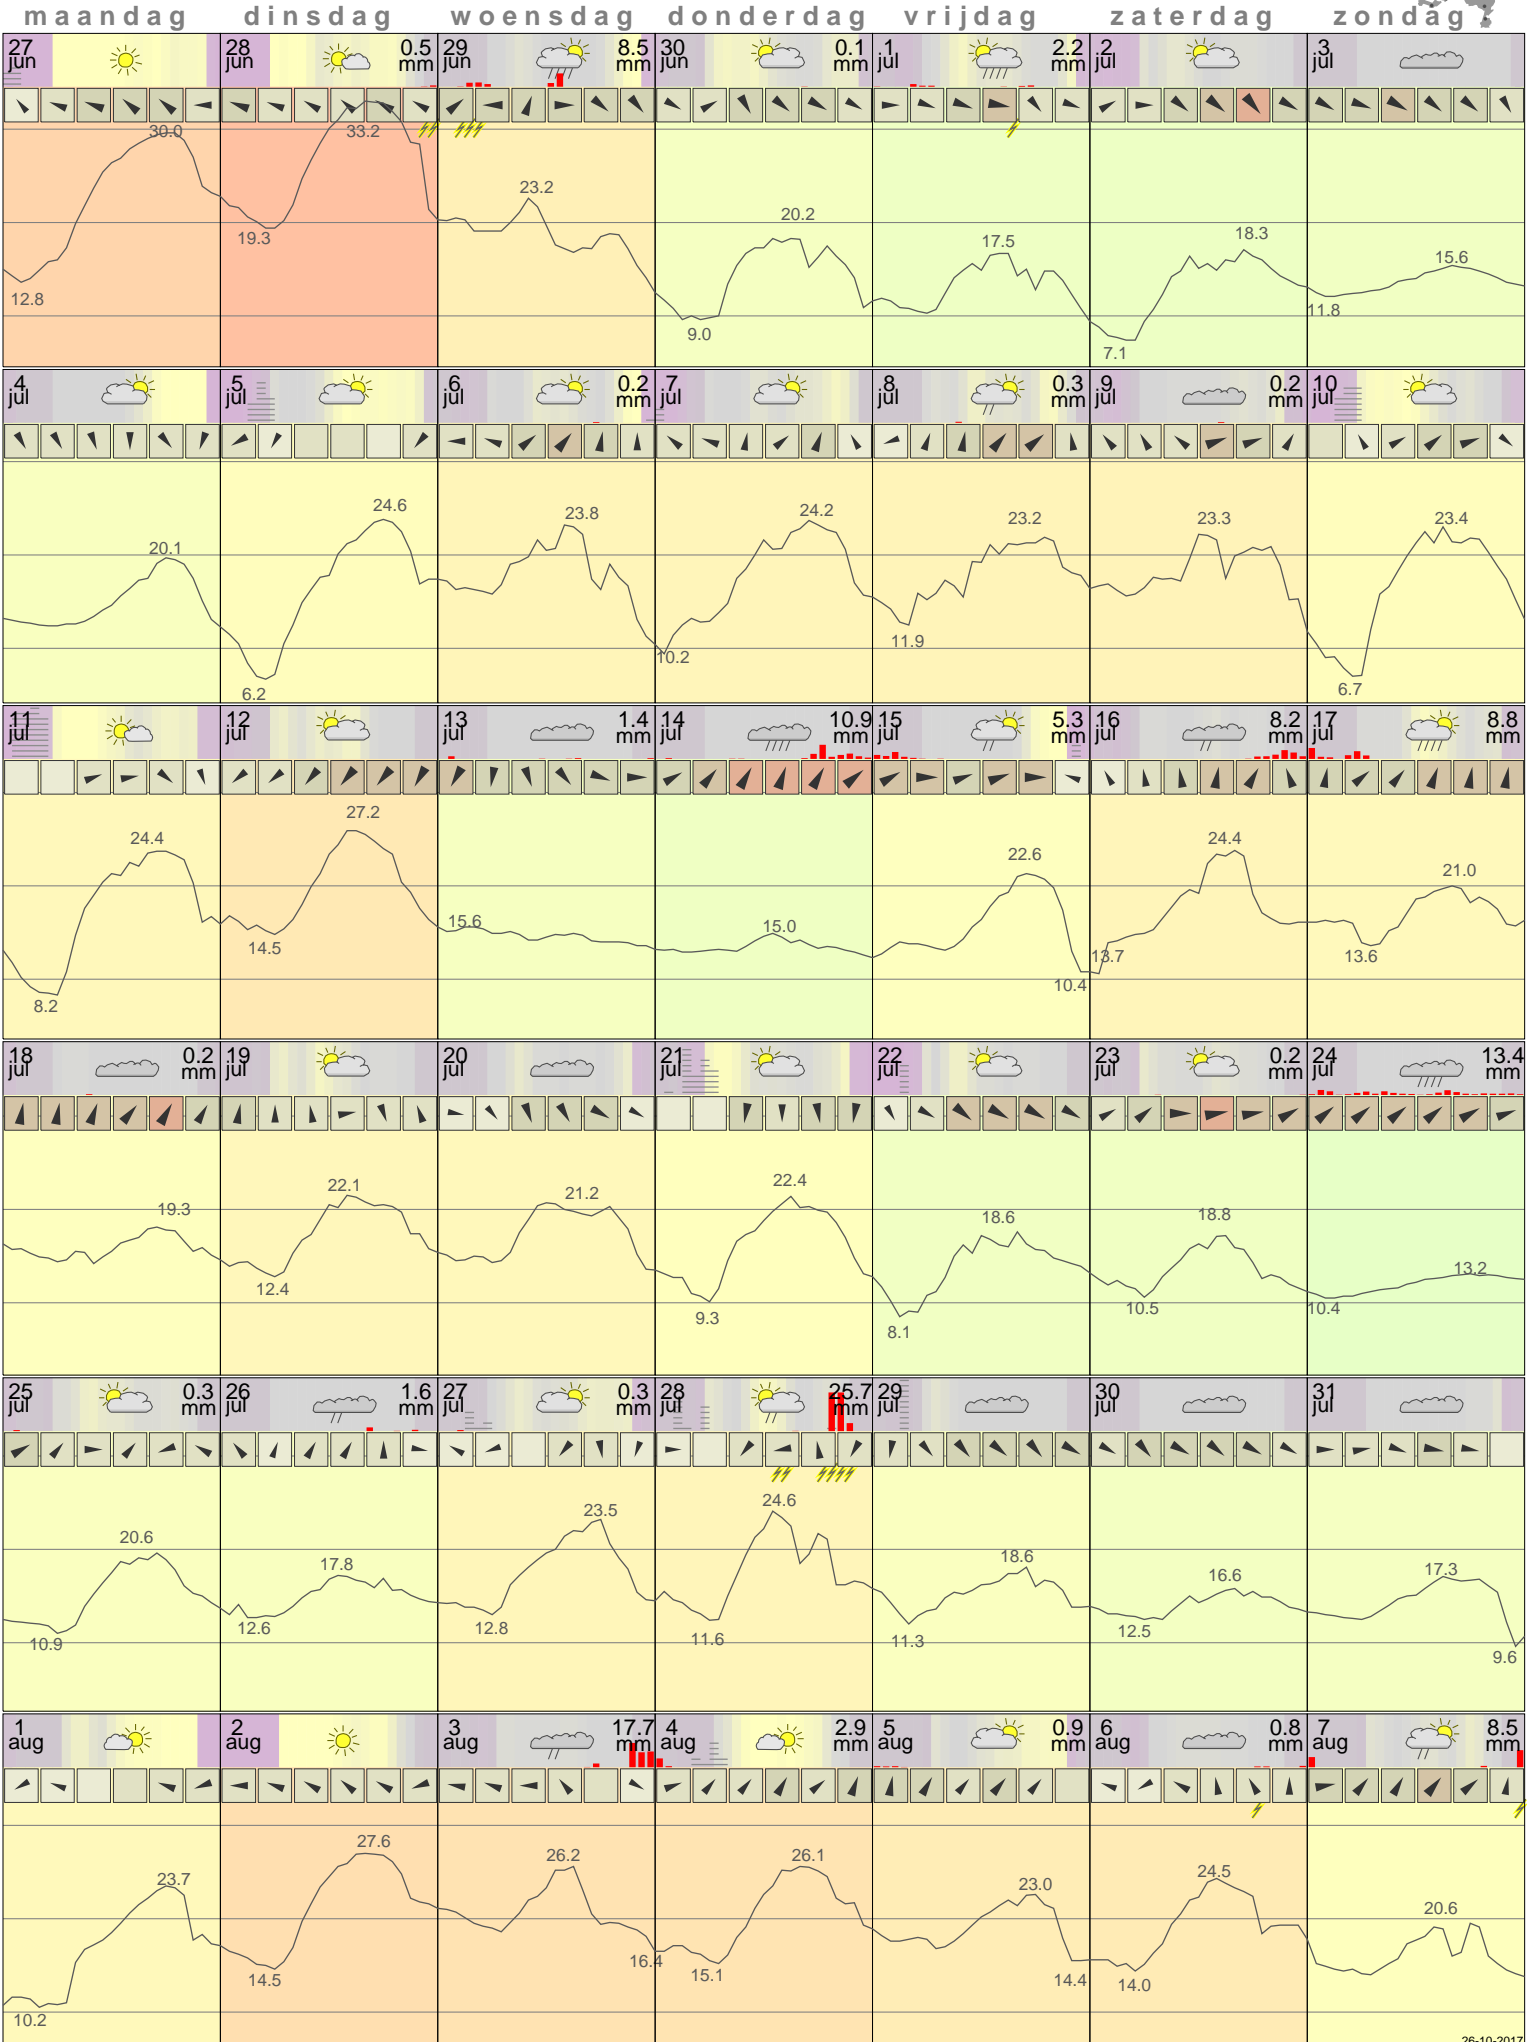 maandag dinsdag woensdag donderdag vrijdag zaterdag zondag
27 jun 28 jun 0.5 mm 29 jun 8.5 mm 30 jun 0.1 mm 1 jul 2.2 mm 2 jul 3 jul
30.0 33.2 23.2 20.2 17.5 18.3 15.6
12.8 19.3 9.0 7.1 11.8
4 jul 5 jul 6 jul 0.2 mm 7 jul 8 jul 0.3 mm 9 jul 0.2 mm 10 jul
20.1 24.6 23.8 24.2 23.2 23.3 23.4
6.2 10.2 11.9 6.7
11 jul 12 jul 13 jul 1.4 mm 14 jul 10.9 mm 15 jul 5.3 mm 16 jul 8.2 mm 17 jul 8.8 mm
24.4 27.2 15.6 15.0 22.6 24.4 21.0
8.2 14.5 10.4 13.7 13.6
18 jul 0.2 mm 19 jul 20 jul 21 jul 22 jul 23 jul 0.2 mm 24 jul 13.4 mm
19.3 22.1 21.2 22.4 18.6 18.8 13.2
12.4 9.3 8.1 10.5 10.4
25 jul 0.3 mm 26 jul 1.6 mm 27 jul 0.3 mm 28 jul 25.7 mm 29 jul 30 jul 31 jul
20.6 17.8 23.5 24.6 18.6 16.6 17.3
10.9 12.6 12.8 11.6 11.3 12.5 9.6
1 aug 2 aug 3 aug 17.7 mm 4 aug 2.9 mm 5 aug 0.9 mm 6 aug 0.8 mm 7 aug 8.5 mm
23.7 27.6 26.2 26.1 23.0 24.5 20.6
10.2 14.5 16.4 15.1 14.4 14.0
26-10-2017